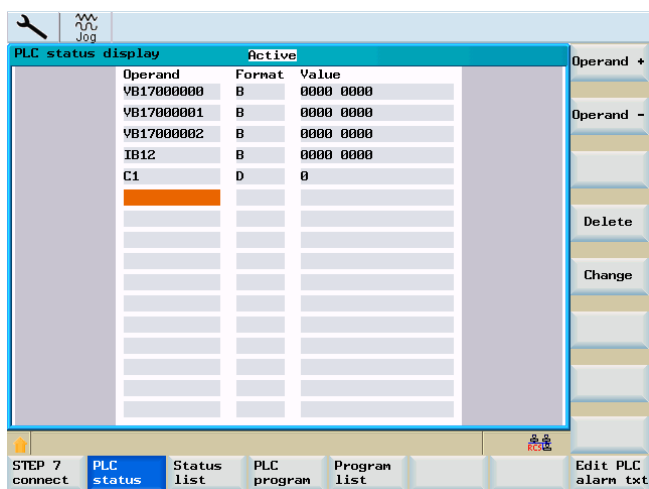 Jog
PLC status display Active
Operand Format Value
VB17000000 B 0000 0000
VB17000001 B 0000 0000
VB17000002 B 0000 0000
IB12 B 0000 0000
C1 D 0
Operand +
Operand -
Delete
Change
RCS
STEP 7 connect
PLC status
Status list
PLC program
Program list
Edit PLC alarm txt